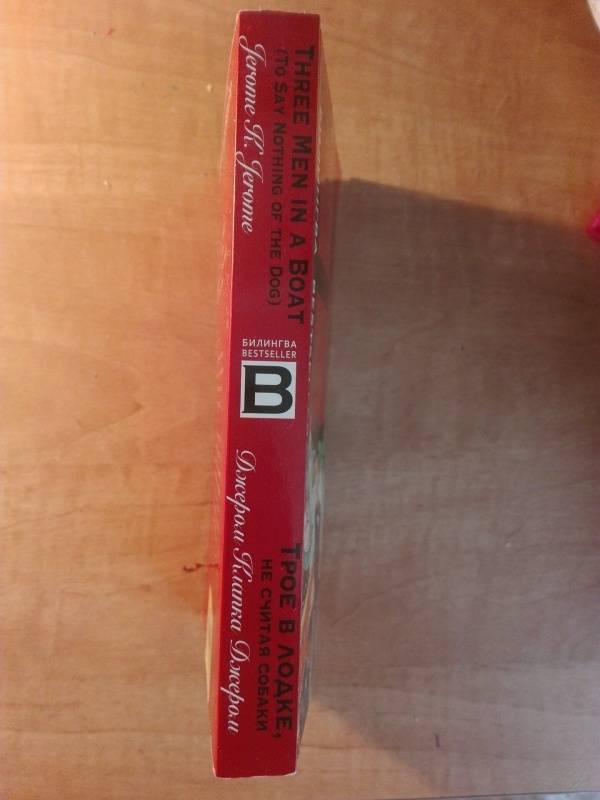 THREE MEN IN A BOAT
(TO SAY NOTHING OF THE DOG)
Jerome K. Jerome
БИЛИНГВА
BESTSELLER
B
ТРОЕ В ЛОДКЕ,
НЕ СЧИТАЯ СОБАКИ
Джером Клапка Джером